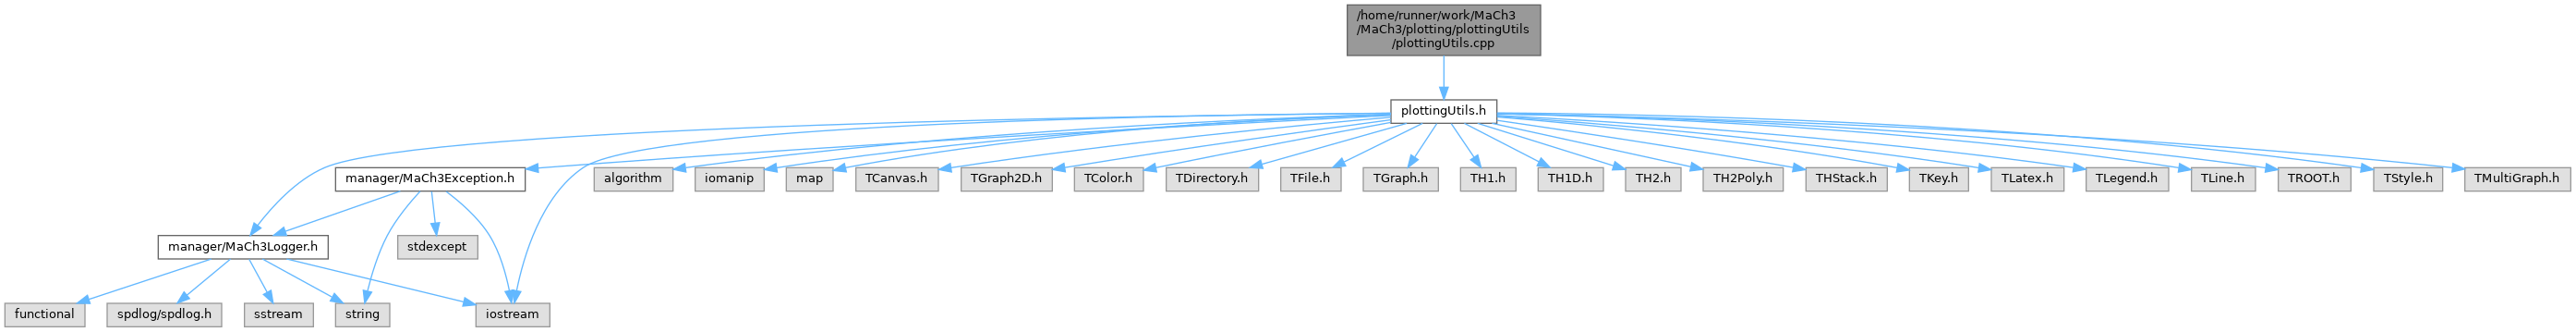 /home/runner/work/MaCh3
/MaCh3/plotting/plottingUtils
/plottingUtils.cpp
plottingUtils.h
manager/MaCh3Exception.h
algorithm
iomanip
map
TCanvas.h
TGraph2D.h
TColor.h
TDirectory.h
TFile.h
TGraph.h
TH1.h
TH1D.h
TH2.h
TH2Poly.h
THStack.h
TKey.h
TLatex.h
TLegend.h
TLine.h
TROOT.h
TStyle.h
TMultiGraph.h
manager/MaCh3Logger.h
stdexcept
functional
spdlog/spdlog.h
sstream
string
iostream